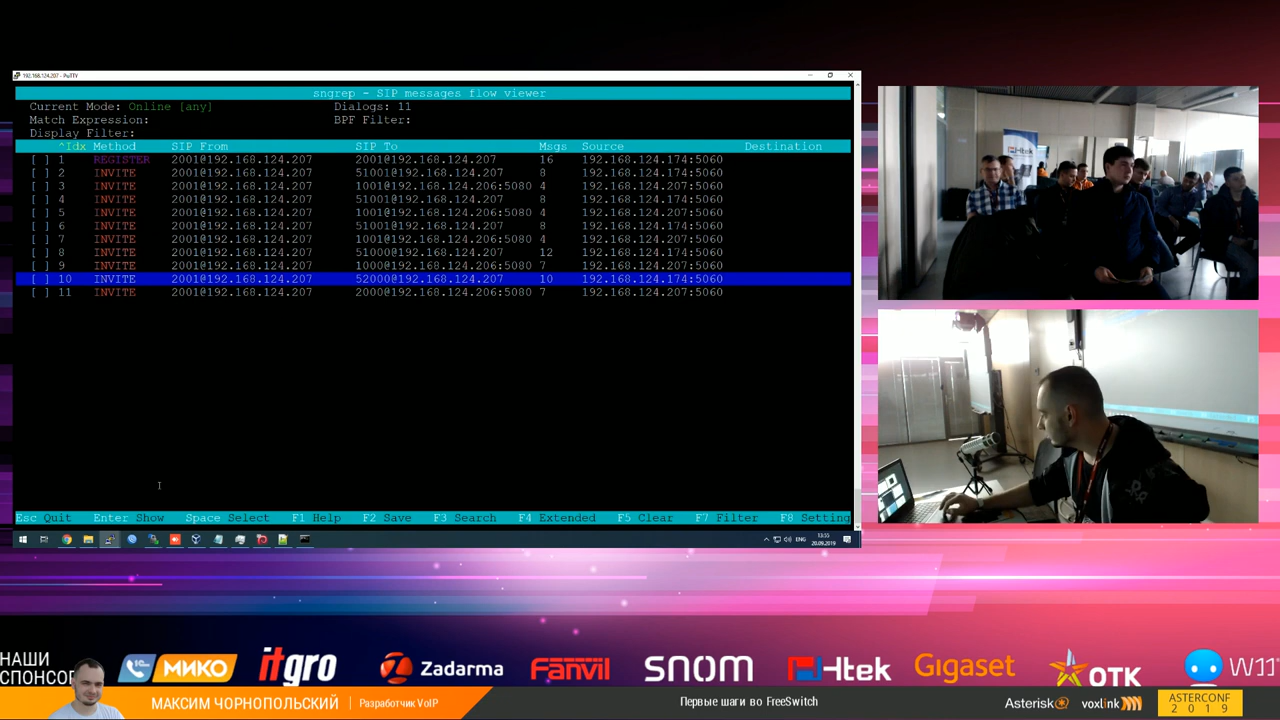 192.168.124.207 - PuTTY
sngrep - SIP messages flow viewer
Current Mode: Online [any] Dialogs: 11
Match Expression: BPF Filter:
Display Filter:
^Idx Method SIP From SIP To Msgs Source Destination
[ ] 1 REGISTER 2001@192.168.124.207 2001@192.168.124.207 16 192.168.124.174:5060
[ ] 2 INVITE 2001@192.168.124.207 51001@192.168.124.207 8 192.168.124.174:5060
[ ] 3 INVITE 2001@192.168.124.207 1001@192.168.124.206:5080 4 192.168.124.207:5060
[ ] 4 INVITE 2001@192.168.124.207 51001@192.168.124.207 8 192.168.124.174:5060
[ ] 5 INVITE 2001@192.168.124.207 1001@192.168.124.206:5080 4 192.168.124.207:5060
[ ] 6 INVITE 2001@192.168.124.207 51001@192.168.124.207 8 192.168.124.174:5060
[ ] 7 INVITE 2001@192.168.124.207 1001@192.168.124.206:5080 4 192.168.124.207:5060
[ ] 8 INVITE 2001@192.168.124.207 51000@192.168.124.207 12 192.168.124.174:5060
[ ] 9 INVITE 2001@192.168.124.207 1000@192.168.124.206:5080 7 192.168.124.207:5060
[ ] 10 INVITE 2001@192.168.124.207 52000@192.168.124.207 10 192.168.124.174:5060
[ ] 11 INVITE 2001@192.168.124.207 2000@192.168.124.206:5080 7 192.168.124.207:5060
Esc Quit Enter Show Space Select F1 Help F2 Save F3 Search F4 Extended F5 Clear F7 Filter F8 Setting
ENG 13:55
20.09.2019
Htek
НАШИ
СПОНСО
1С МИКО itgro Zadarma Fanvil SNOM Htek Gigaset ОТК W11
МАКСИМ ЧОРНОПОЛЬСКИЙ Разработчик VoIP Первые шаги во FreeSwitch Asterisk voxlink ASTERCONF
2019